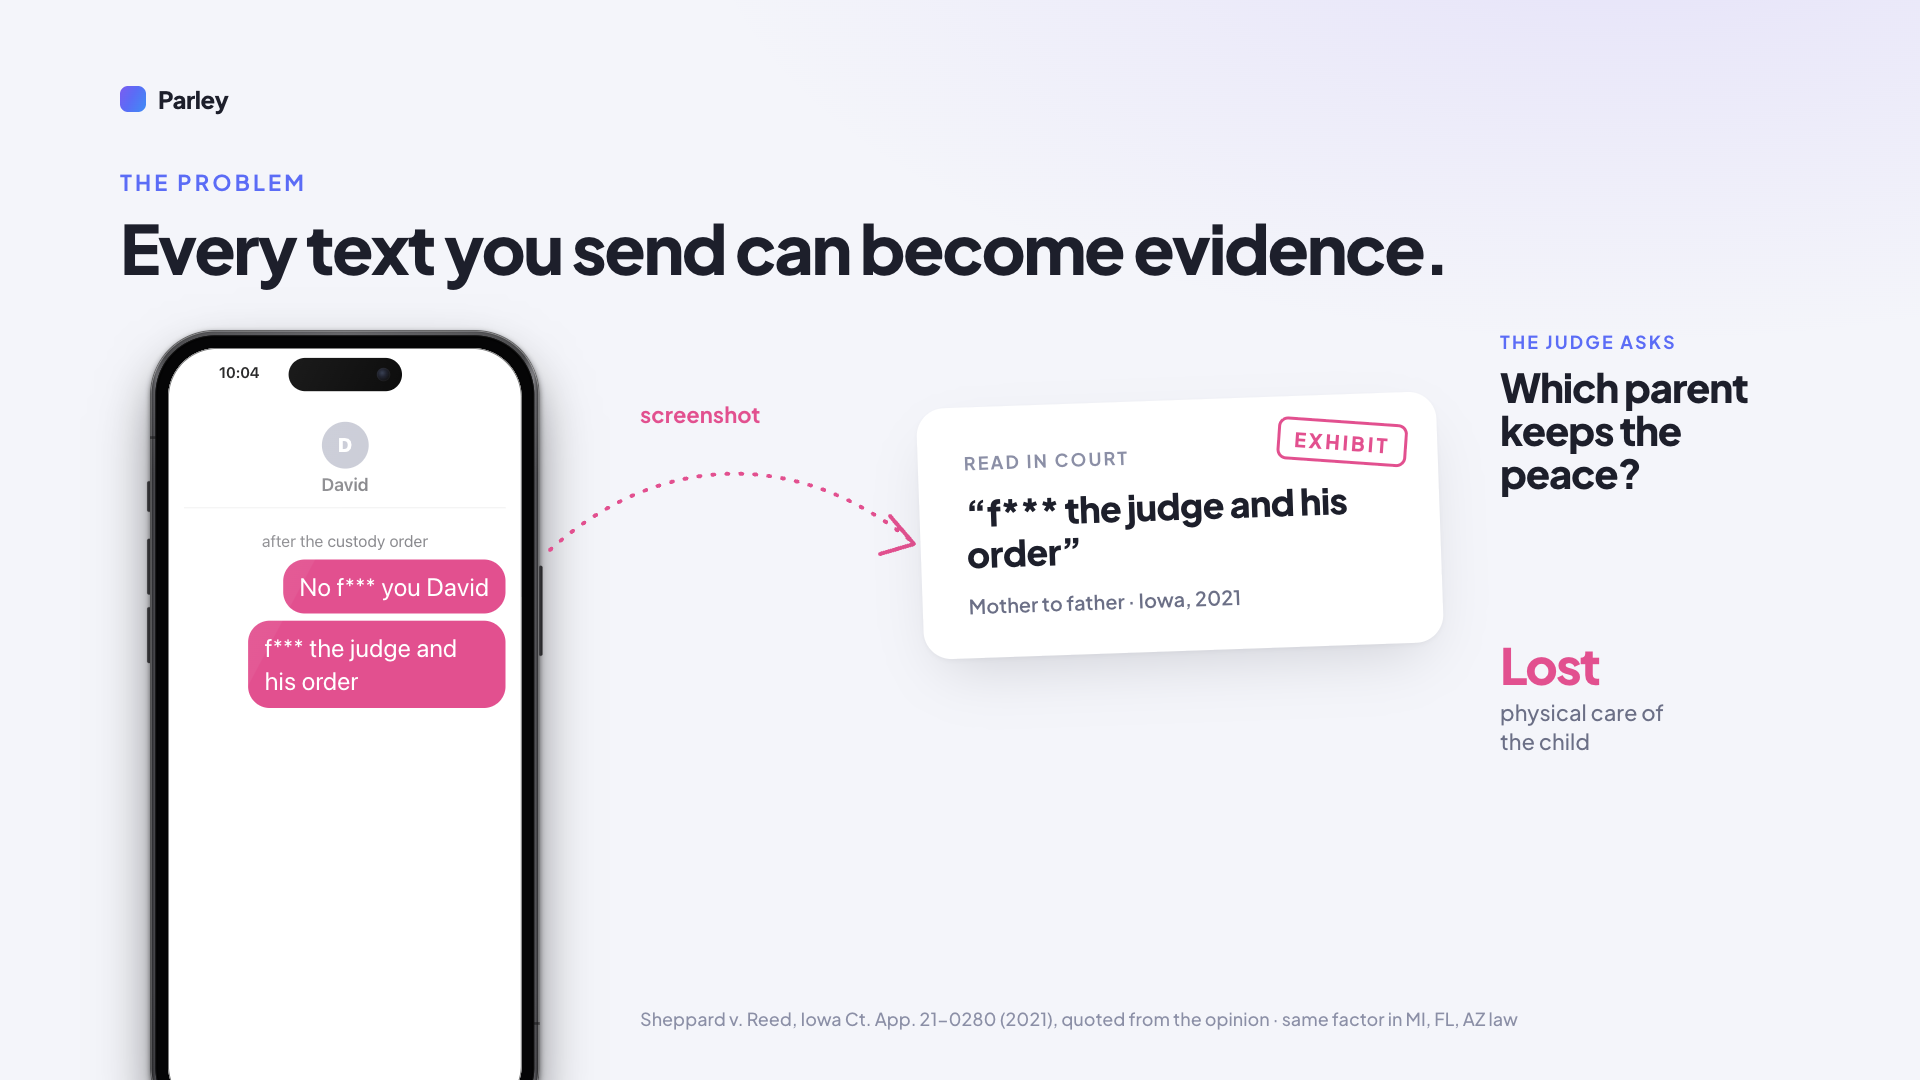 Parley
THE PROBLEM
Every text you send can become evidence.
10:04
D
David
after the custody order
No f*** you David
f*** the judge and
his order
screenshot
READ IN COURT
EXHIBIT
“f*** the judge and his
order”
Mother to father · Iowa, 2021
THE JUDGE ASKS
Which parent
keeps the
peace?
Lost
physical care of
the child
Sheppard v. Reed, Iowa Ct. App. 21–0280 (2021), quoted from the opinion · same factor in MI, FL, AZ law